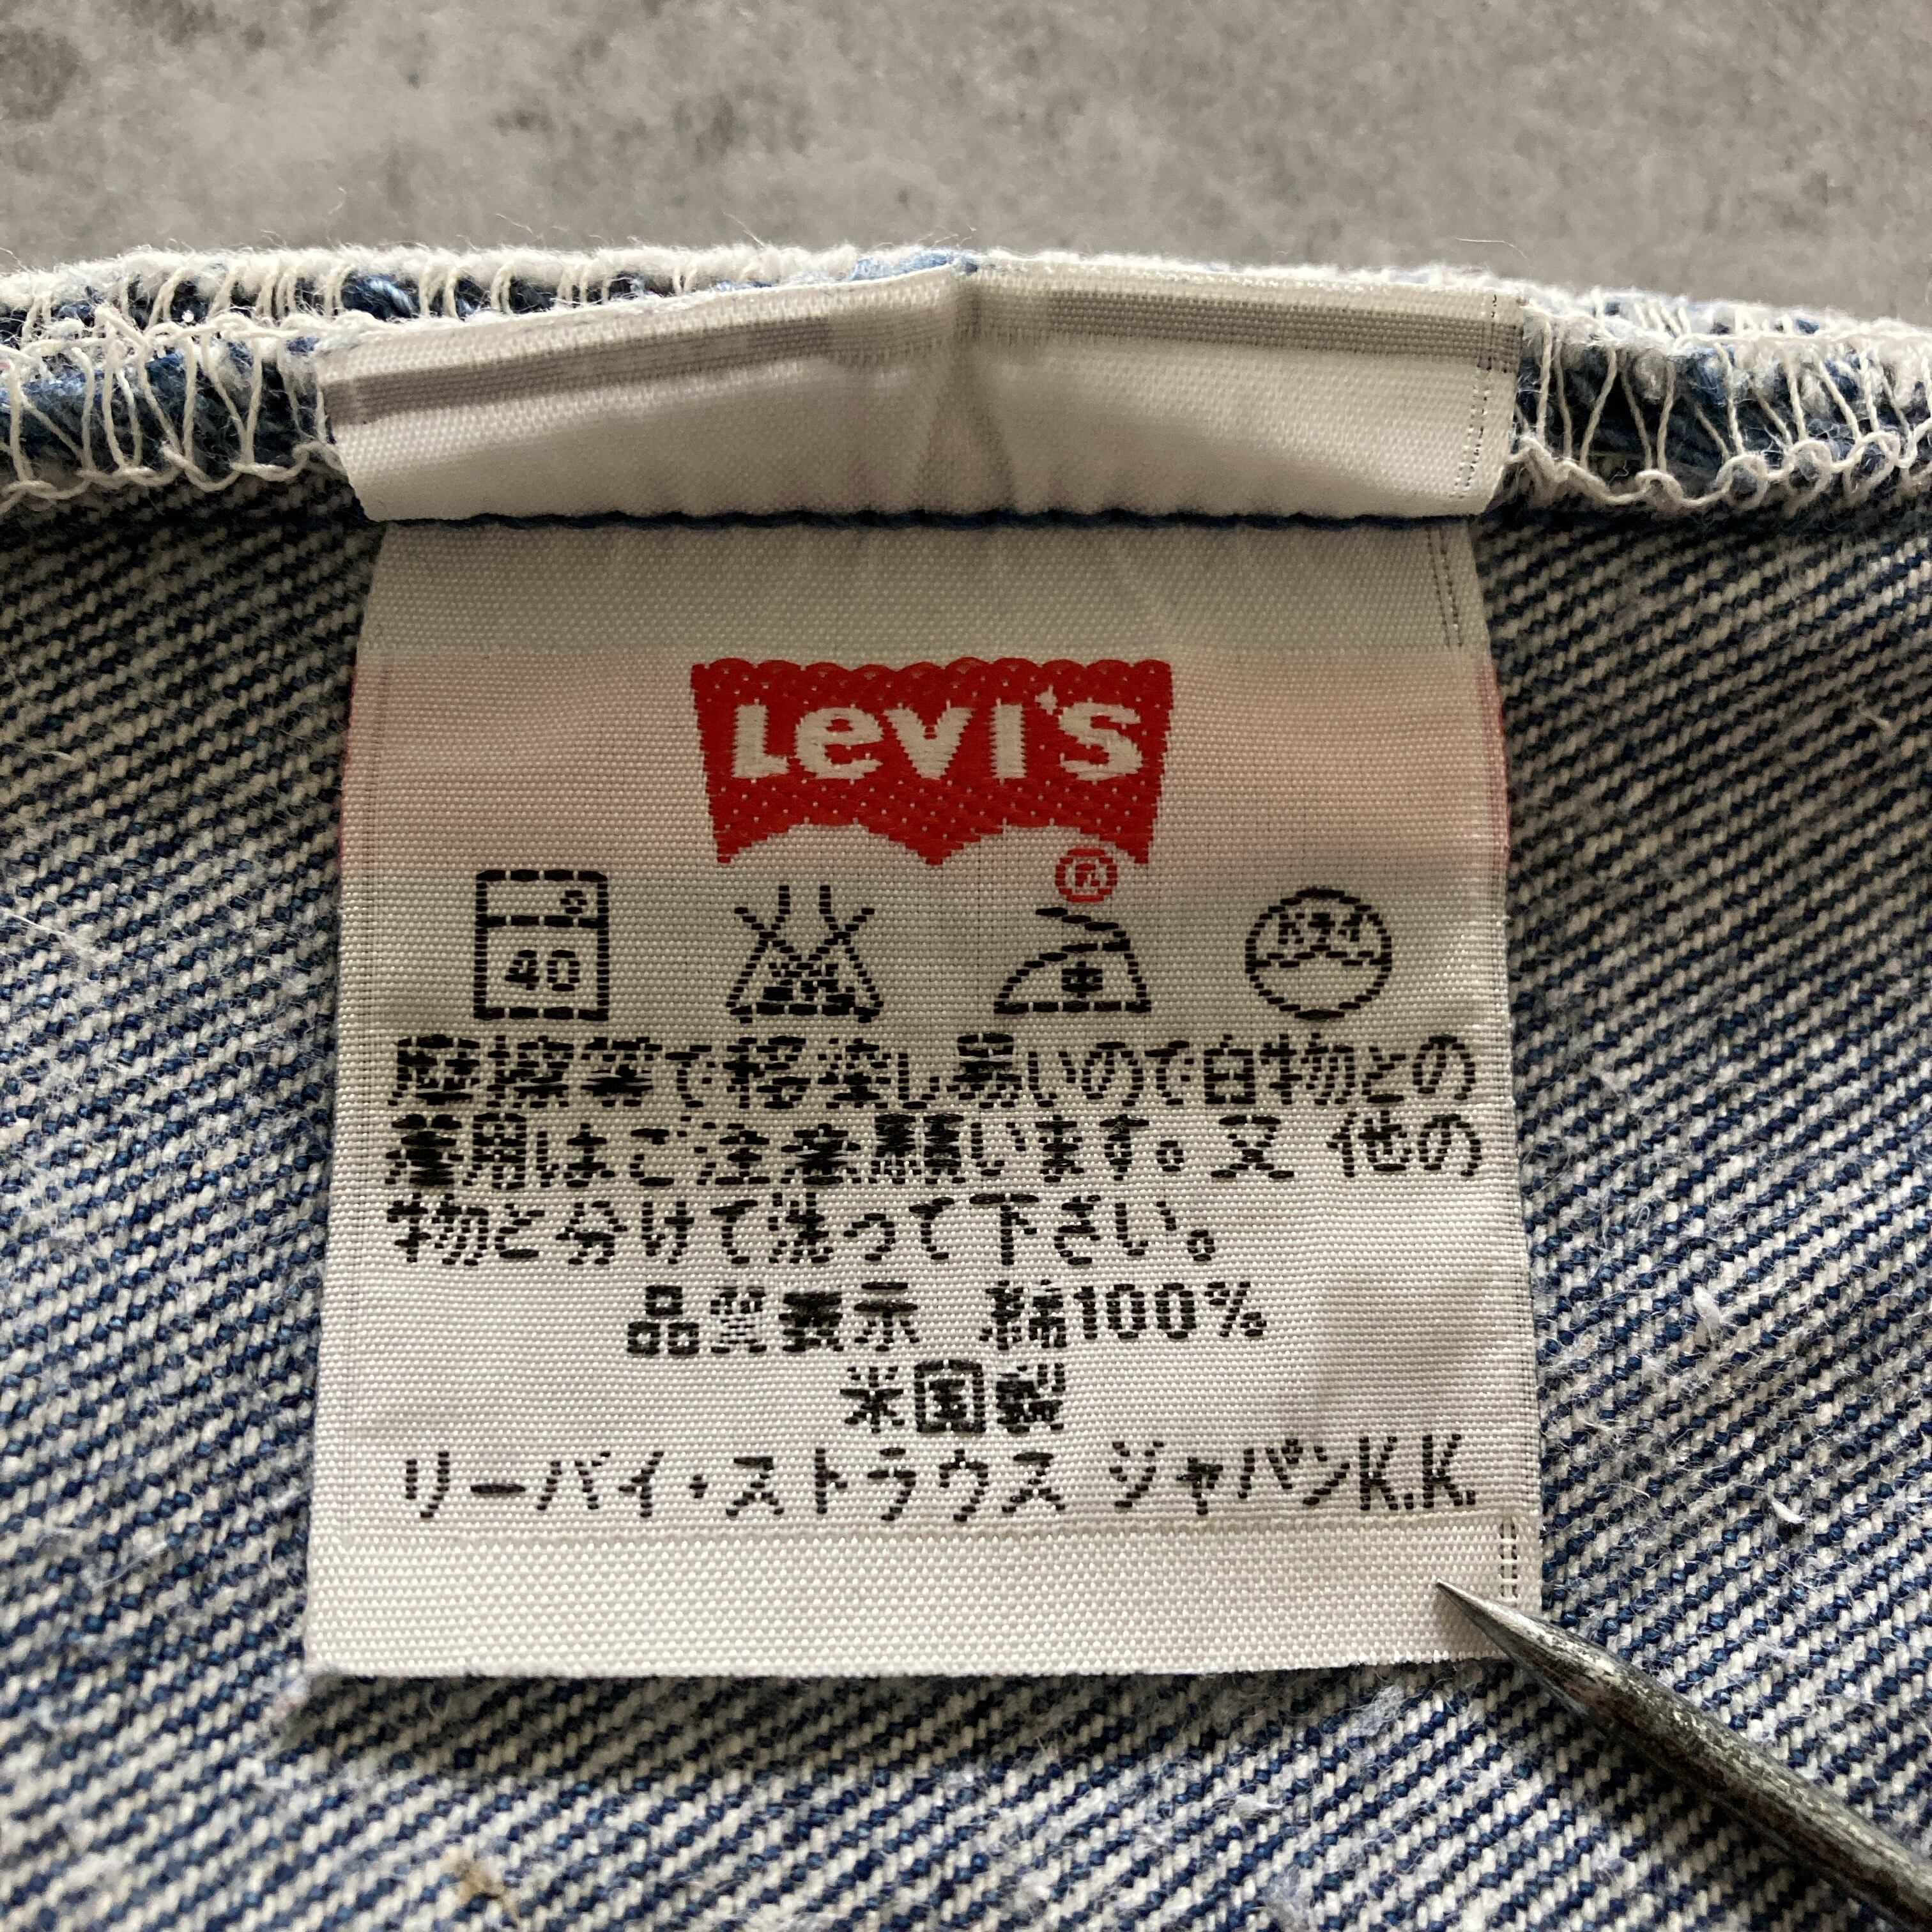 Levi's
®
s
40
ドライ
摩擦等で移染し易いので白物との
着用はご注意願います。又 他の
物と分けて洗って下さい。
品質表示 綿100%
米国製
リーバイ・ストラウス ジャパンK.K.